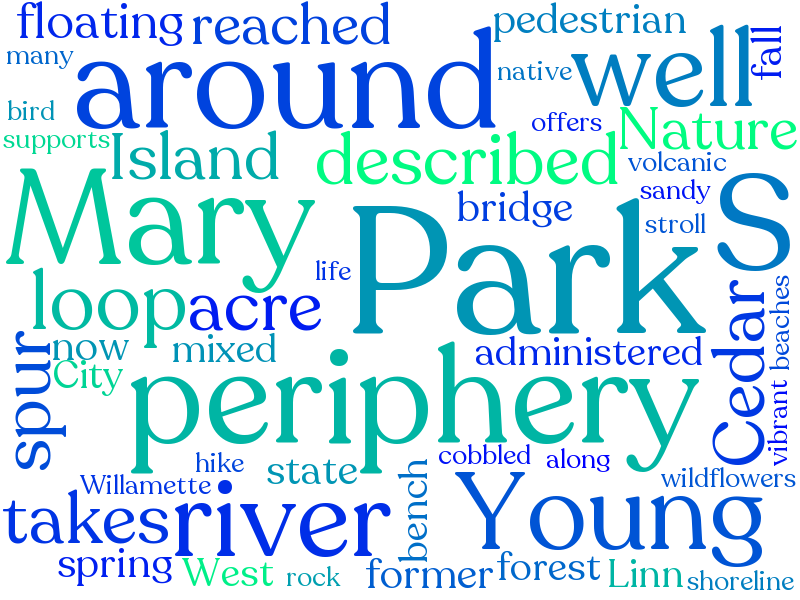 floating
reached
pedestrian
fall
many
around
native
well
bird
offers
supports
Island
described
Nature
volcanic
Mary
bridge
sandy
S
stroll
life
Park
loop
acre
Cedar
beaches
spur
now
mixed
administered
City
periphery
vibrant
hike
state
cobbled
along
Willamette
bench
wildflowers
takes
river
Young
spring
West
rock
former
forest
Linn
shoreline